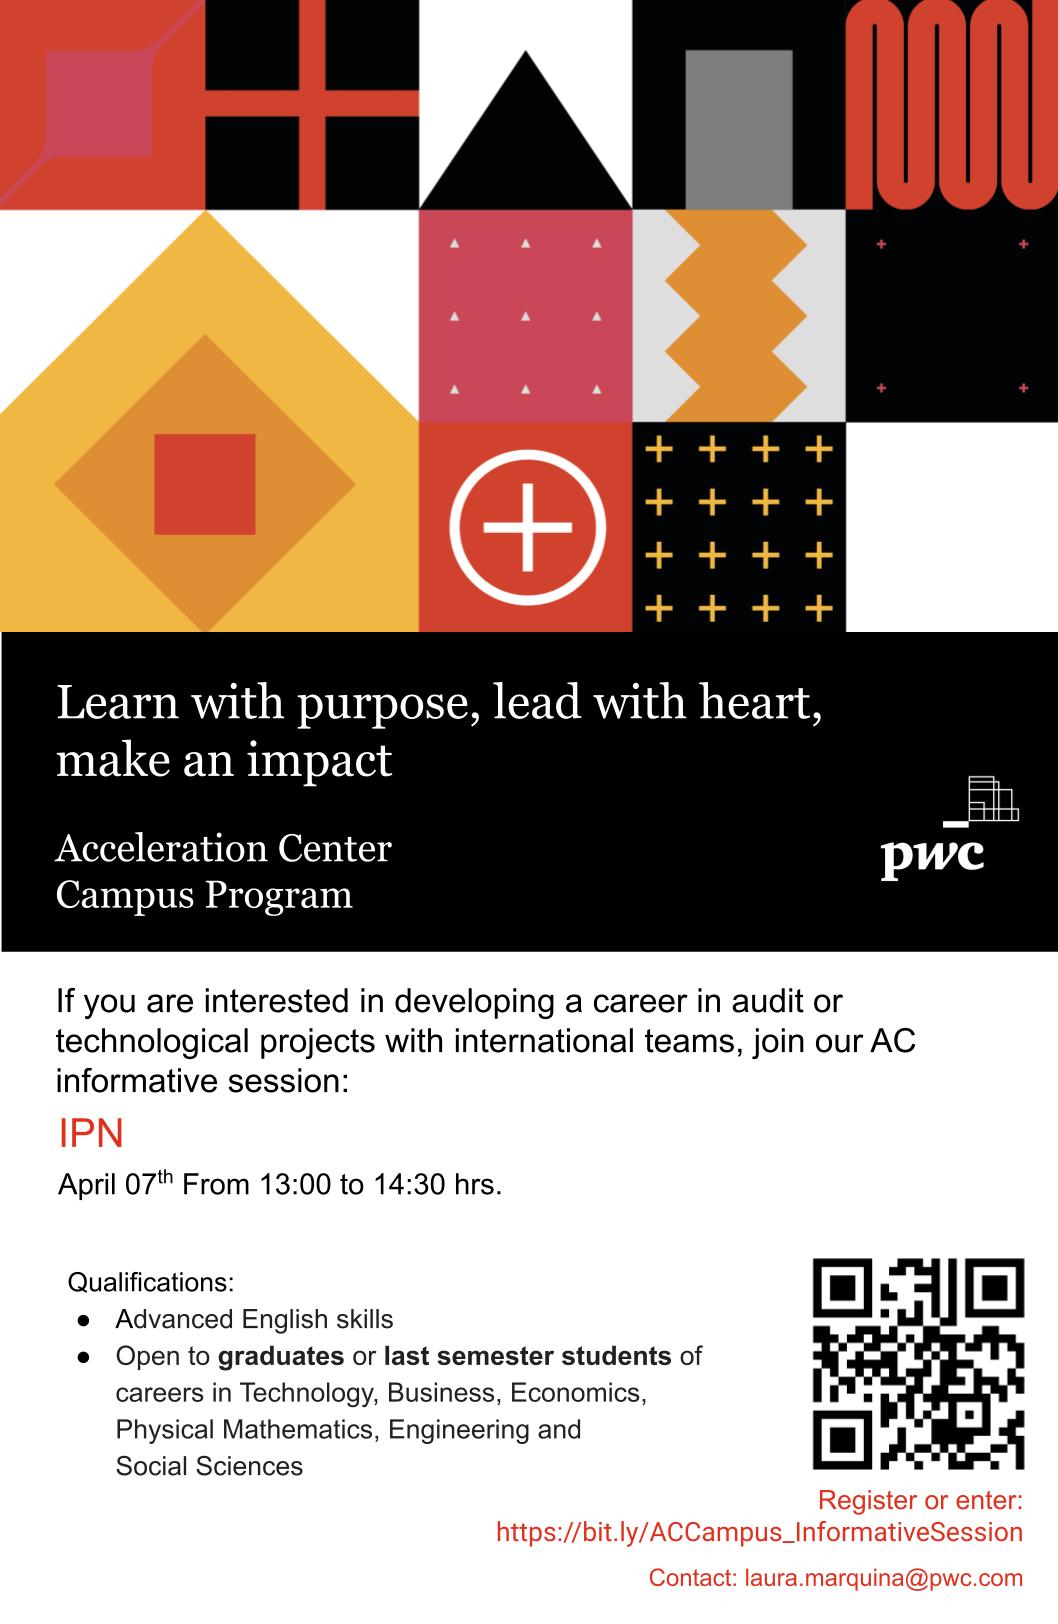 Learn with purpose, lead with heart,
make an impact
Acceleration Center
Campus Program
pwc
If you are interested in developing a career in audit or
technological projects with international teams, join our AC
informative session:
IPN
April 07th From 13:00 to 14:30 hrs.
Qualifications:
● Advanced English skills
● Open to graduates or last semester students of
careers in Technology, Business, Economics,
Physical Mathematics, Engineering and
Social Sciences
Register or enter:
https://bit.ly/ACCampus_InformativeSession
Contact: laura.marquina@pwc.com